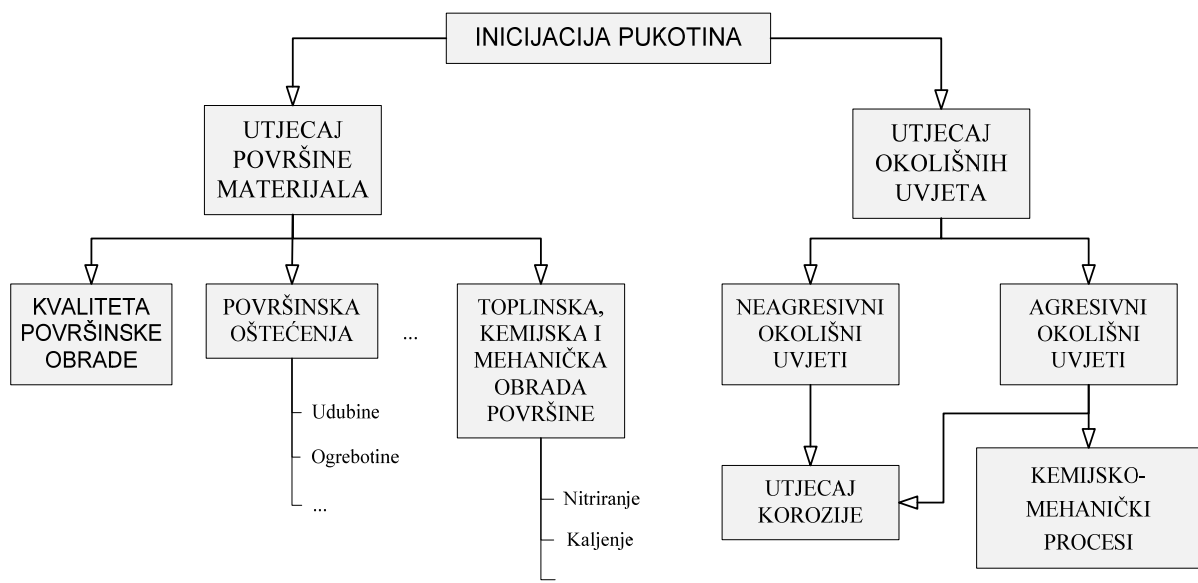 INICIJACIJA PUKOTINA
UTJECAJ
POVRŠINE
MATERIJALA
UTJECAJ
OKOLIŠNIH
UVJETA
KVALITETA
POVRŠINSKE
OBRADE
POVRŠINSKA
OŠTEĆENJA
...
TOPLINSKA,
KEMIJSKA I
MEHANIČKA
OBRADA
POVRŠINE
NEAGRESIVNI
OKOLIŠNI
UVJETI
AGRESIVNI
OKOLIŠNI
UVJETI
Udubine
Ogrebotine
...
Nitriranje
Kaljenje
UTJECAJ
KOROZIJE
KEMIJSKO-
MEHANIČKI
PROCESI